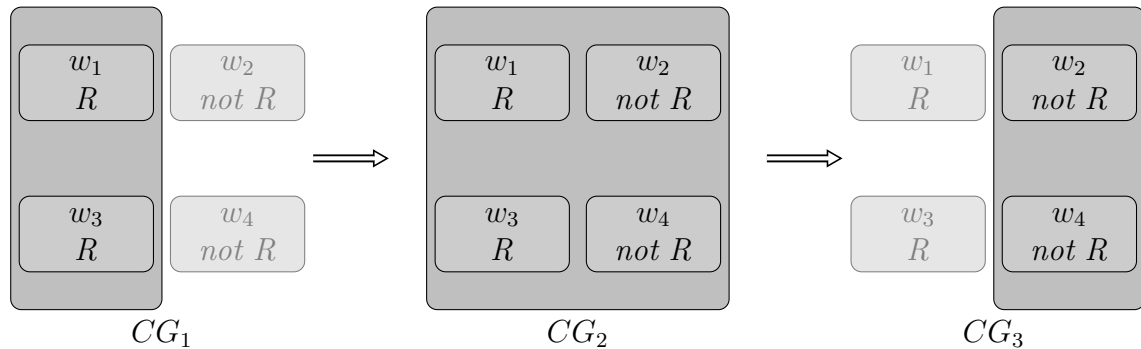 w₁ w₂ w₁ w₂ w₁ w₂
R not R R not R R not R
w₃ w₄ w₃ w₄ w₃ w₄
R not R R not R R not R
CG₁ CG₂ CG₃